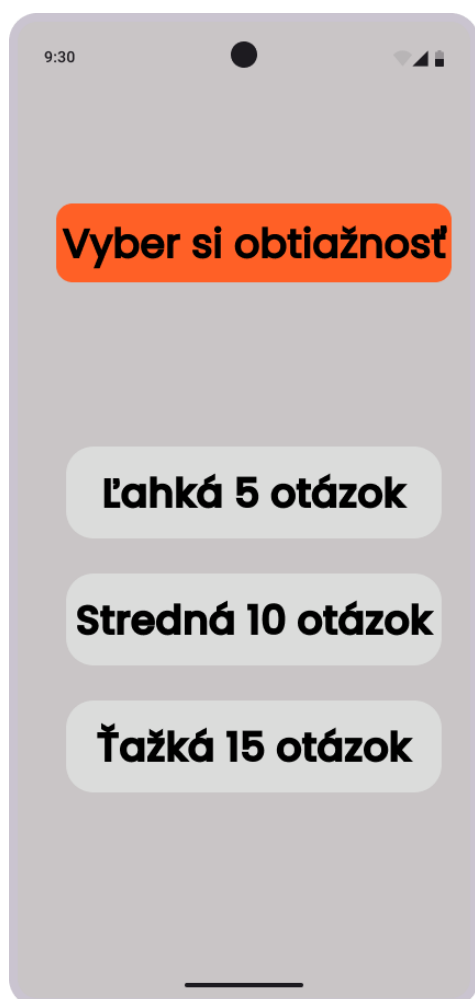 9:30
Vyber si obtiažnosť
Ľahká 5 otázok
Stredná 10 otázok
Ťažká 15 otázok